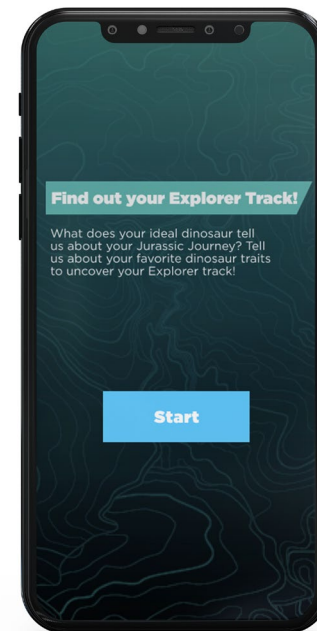 Find out your Explorer Track!
What does your ideal dinosaur tell
us about your Jurassic Journey? Tell
us about your favorite dinosaur traits
to uncover your Explorer track!
Start